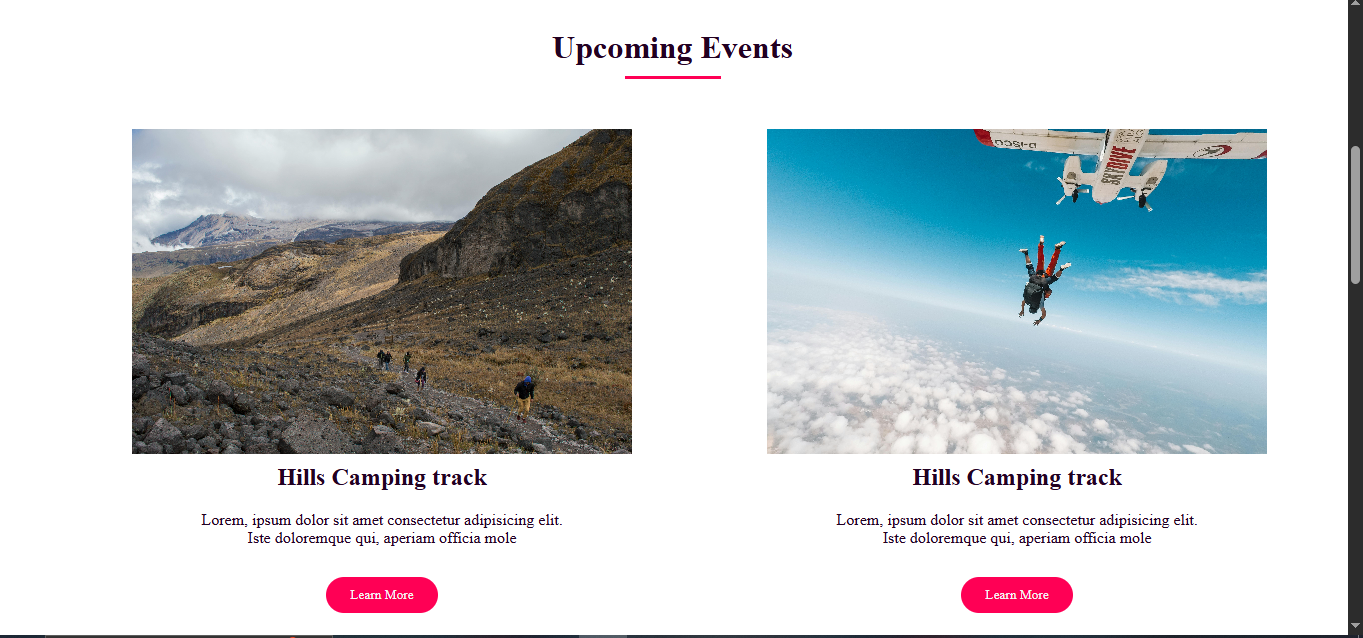 Upcoming Events
D-ISCO
SKYDIVE
Hills Camping track
Lorem, ipsum dolor sit amet consectetur adipisicing elit.
Iste doloremque qui, aperiam officia mole
Learn More
Hills Camping track
Lorem, ipsum dolor sit amet consectetur adipisicing elit.
Iste doloremque qui, aperiam officia mole
Learn More